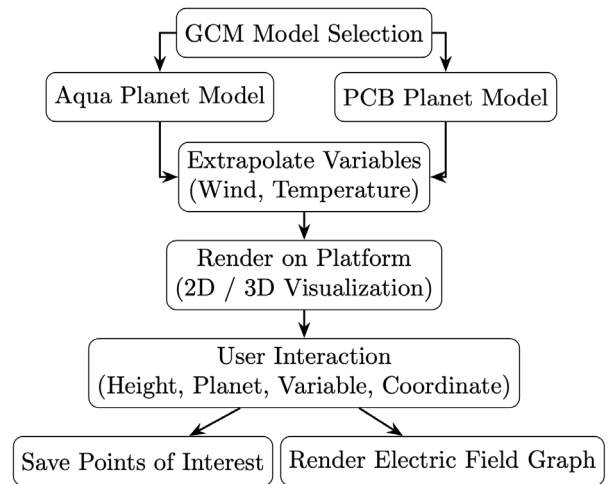 GCM Model Selection
Aqua Planet Model
PCB Planet Model
Extrapolate Variables
(Wind, Temperature)
Render on Platform
(2D / 3D Visualization)
User Interaction
(Height, Planet, Variable, Coordinate)
Save Points of Interest
Render Electric Field Graph